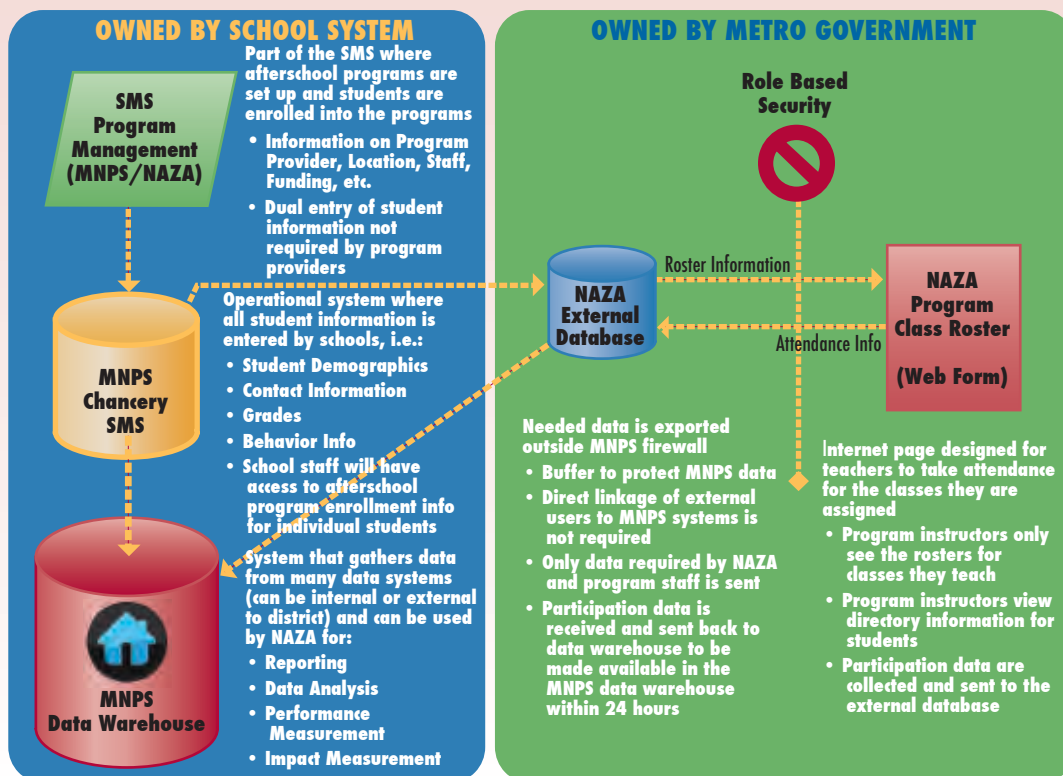 OWNED BY SCHOOL SYSTEM
SMS
Program
Management
(MNPS/NAZA)
Part of the SMS where
afterschool programs are
set up and students are
enrolled into the programs
• Information on Program
Provider, Location, Staff,
Funding, etc.
• Dual entry of student
information not
required by program
providers
MNPS
Chancery
SMS
Operational system where
all student information is
entered by schools, i.e.:
• Student Demographics
• Contact Information
• Grades
• Behavior Info
• School staff will have
access to afterschool
program enrollment info
for individual students
MNPS
Data Warehouse
System that gathers data
from many data systems
(can be internal or external
to district) and can be used
by NAZA for:
• Reporting
• Data Analysis
• Performance
Measurement
• Impact Measurement
OWNED BY METRO GOVERNMENT
Role Based
Security
NAZA
External
Database
Roster Information
Attendance Info
NAZA
Program
Class Roster
(Web Form)
Needed data is exported
outside MNPS firewall
• Buffer to protect MNPS data
• Direct linkage of external
users to MNPS systems is
not required
• Only data required by NAZA
and program staff is sent
• Participation data is
received and sent back to
data warehouse to be
made available in the
MNPS data warehouse
within 24 hours
Internet page designed for
teachers to take attendance
for the classes they are
assigned
• Program instructors only
see the rosters for
classes they teach
• Program instructors view
directory information for
students
• Participation data are
collected and sent to the
external database